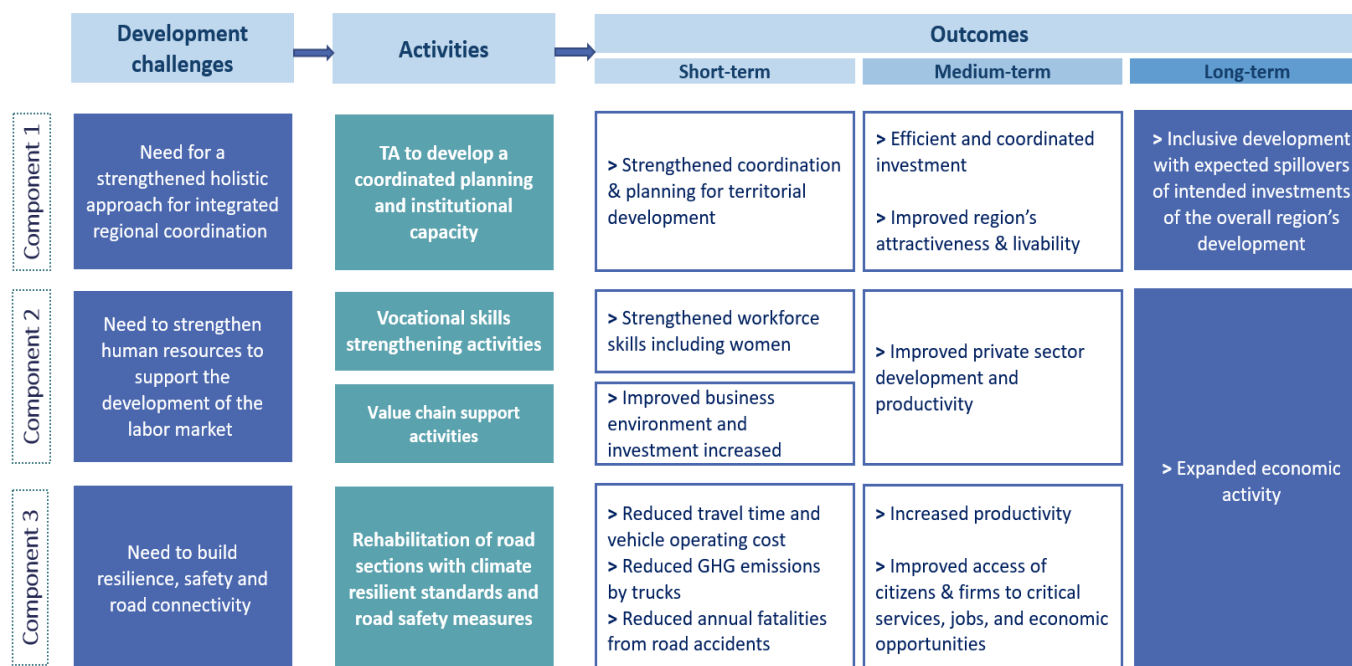 Development
challenges
Activities
Outcomes
Short-term
Medium-term
Long-term
Component 1
Need for a
strengthened holistic
approach for integrated
regional coordination
TA to develop a
coordinated planning
and institutional
capacity
> Strengthened coordination
& planning for territorial
development
> Efficient and coordinated
investment
> Improved region's
attractiveness & livability
> Inclusive development
with expected spillovers
of intended investments
of the overall region's
development
Component 2
Need to strengthen
human resources to
support the
development of the
labor market
Vocational skills
strengthening activities
Value chain support
activities
> Strengthened workforce
skills including women
> Improved business
environment and
investment increased
> Improved private sector
development and
productivity
> Expanded economic
activity
Component 3
Need to build
resilience, safety and
road connectivity
Rehabilitation of road
sections with climate
resilient standards and
road safety measures
> Reduced travel time and
vehicle operating cost
> Reduced GHG emissions
by trucks
> Reduced annual fatalities
from road accidents
> Increased productivity
> Improved access of
citizens & firms to critical
services, jobs, and economic
opportunities